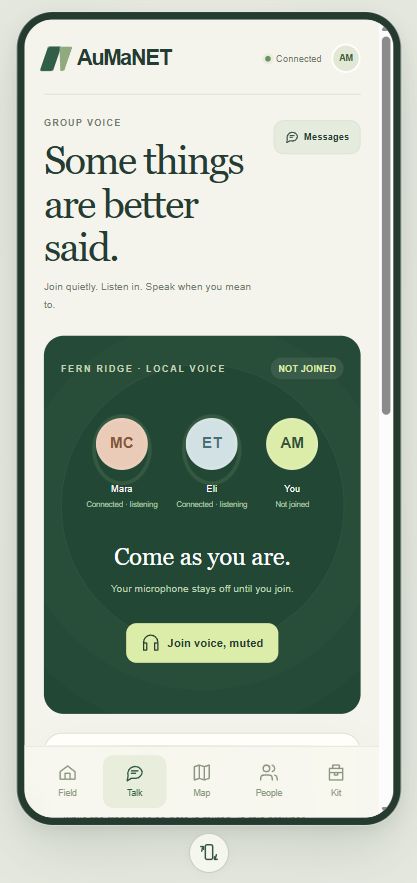 AuMaNET
Connected
AM
GROUP VOICE
Messages
Some things
are better
said.
Join quietly. Listen in. Speak when you mean
to.
FERN RIDGE · LOCAL VOICE
NOT JOINED
MC
ET
AM
Mara
Eli
You
Connected · listening
Connected · listening
Not joined
Come as you are.
Your microphone stays off until you join.
Join voice, muted
Field
Talk
Map
People
Kit